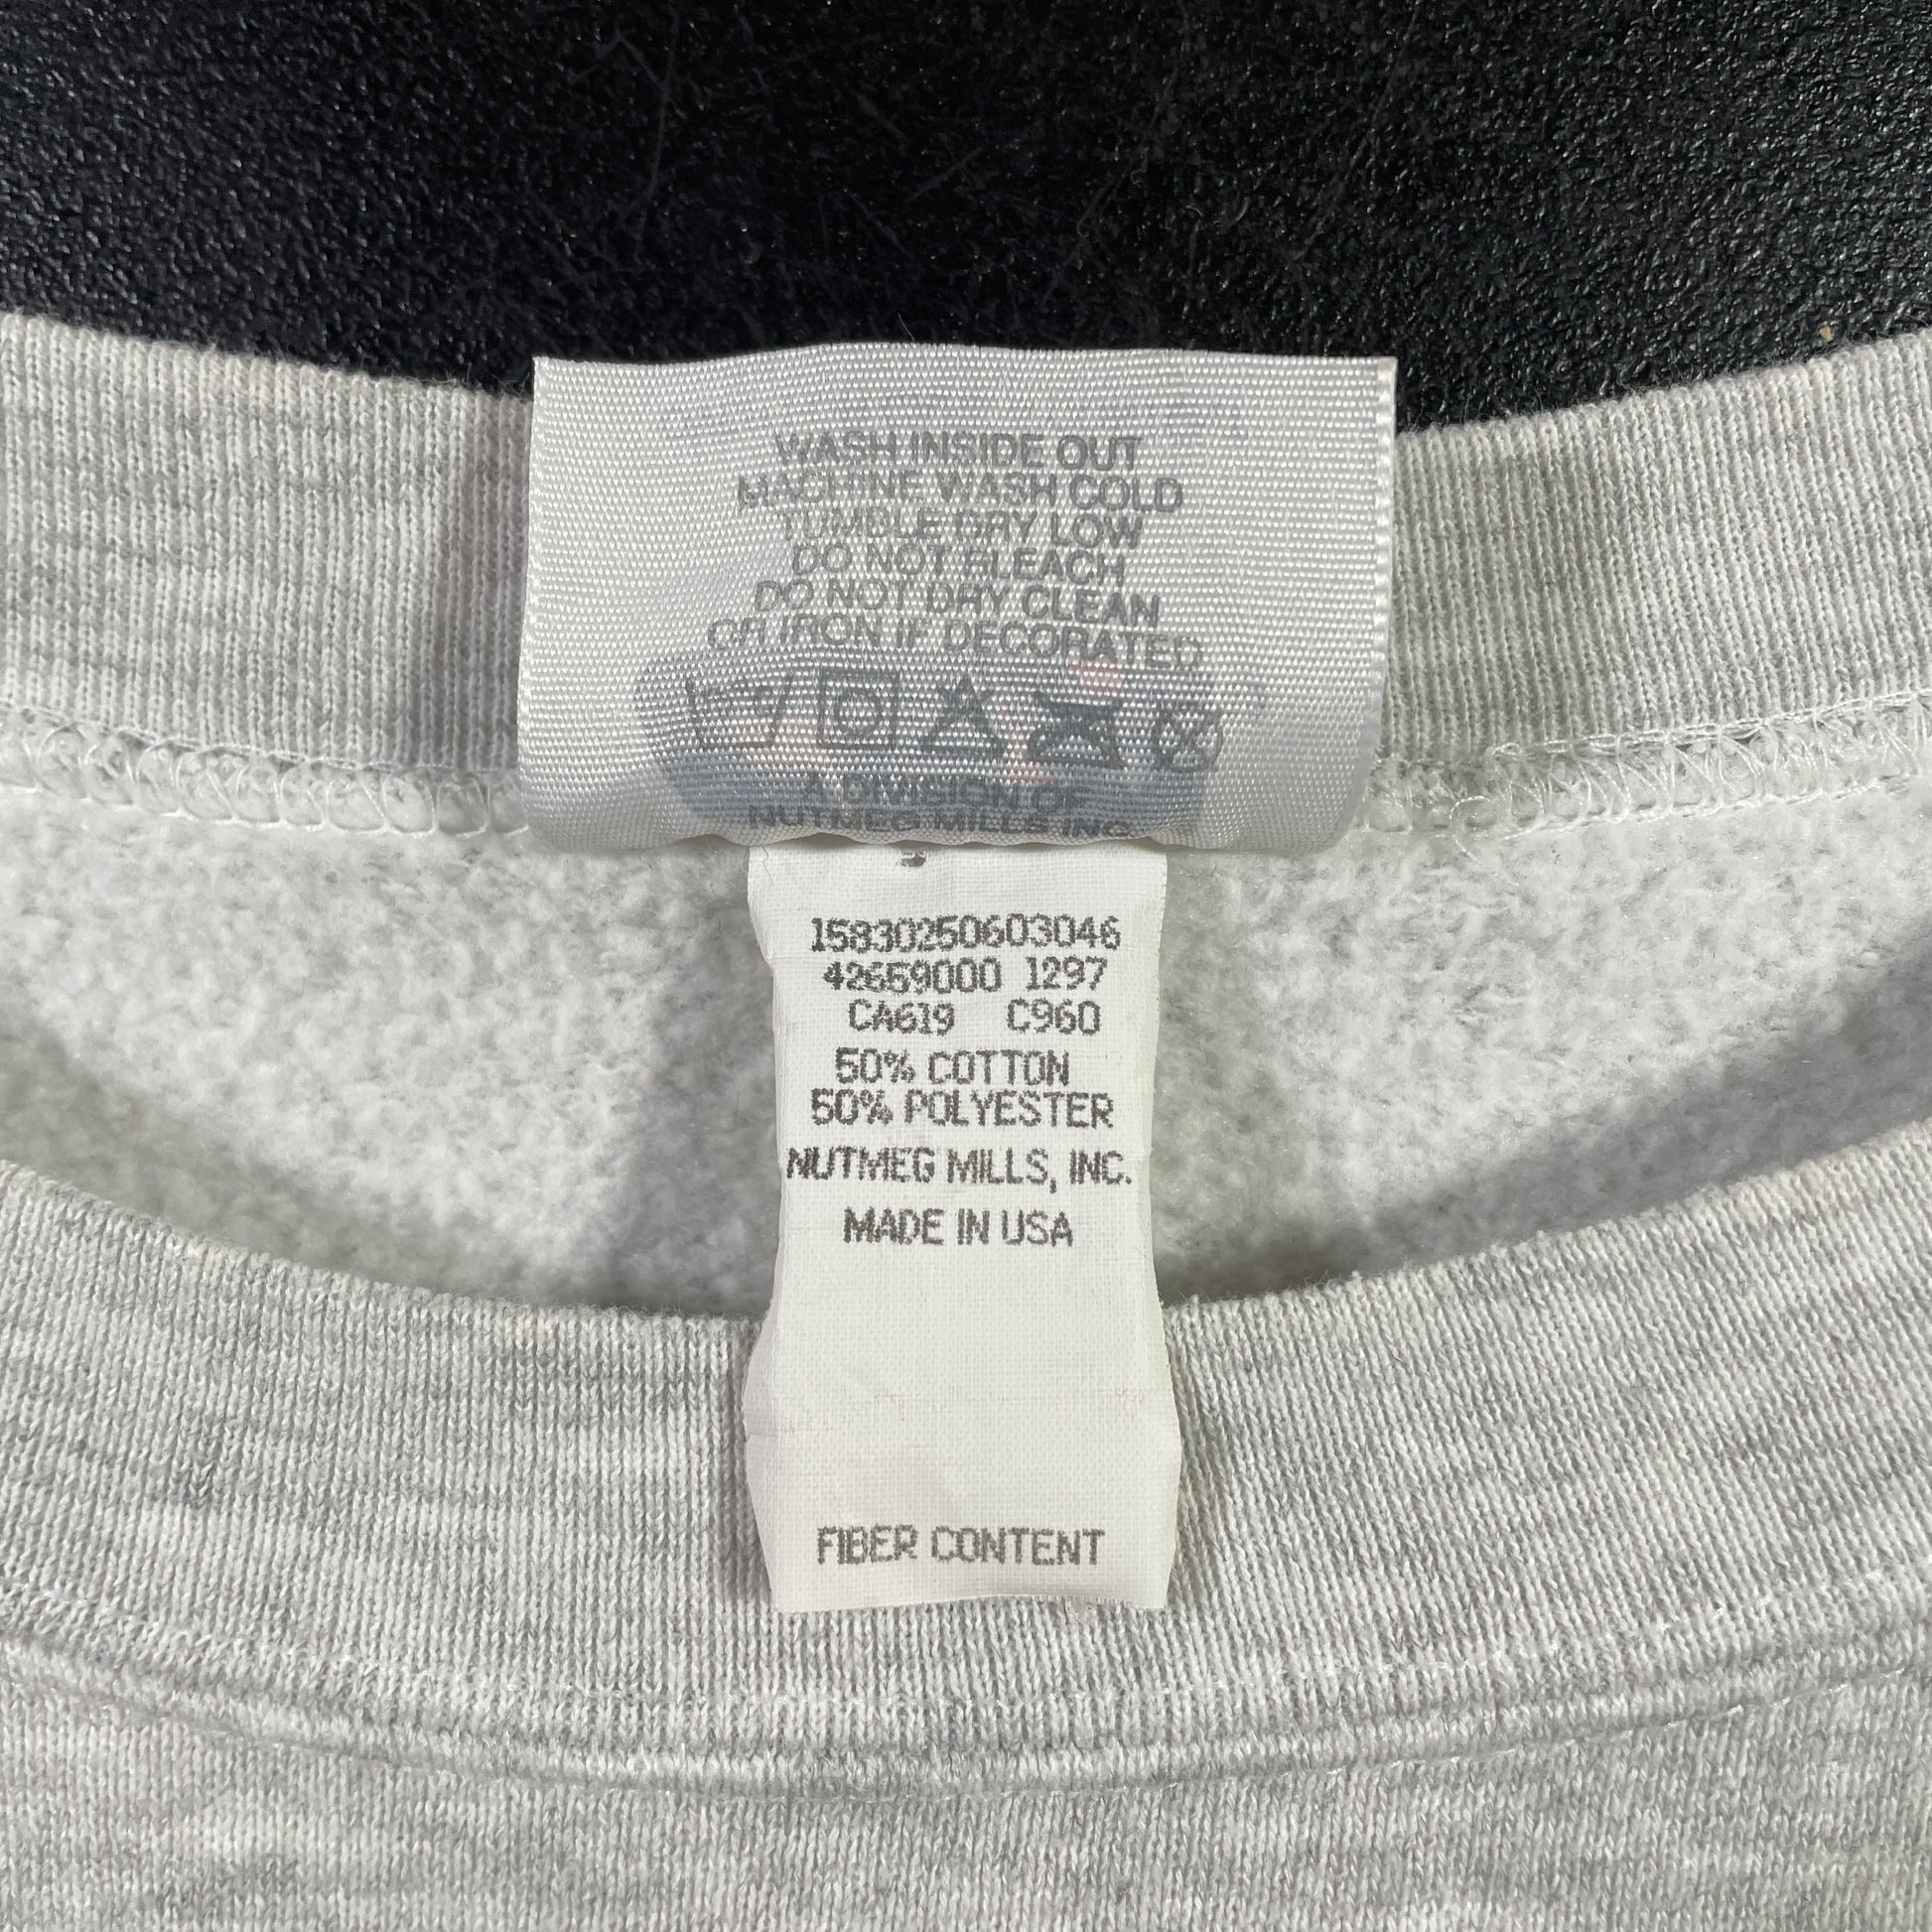 WASH INSIDE OUT
MACHINE WASH COLD
TUMBLE DRY LOW
DO NOT BLEACH
DO NOT DRY CLEAN
OR IRON IF DECORATED
A DIVISION OF
NUTMEG MILLS INC.
15830250603046
42659000 1297
CA619 C960
50% COTTON
50% POLYESTER
NUTMEG MILLS, INC.
MADE IN USA
FIBER CONTENT